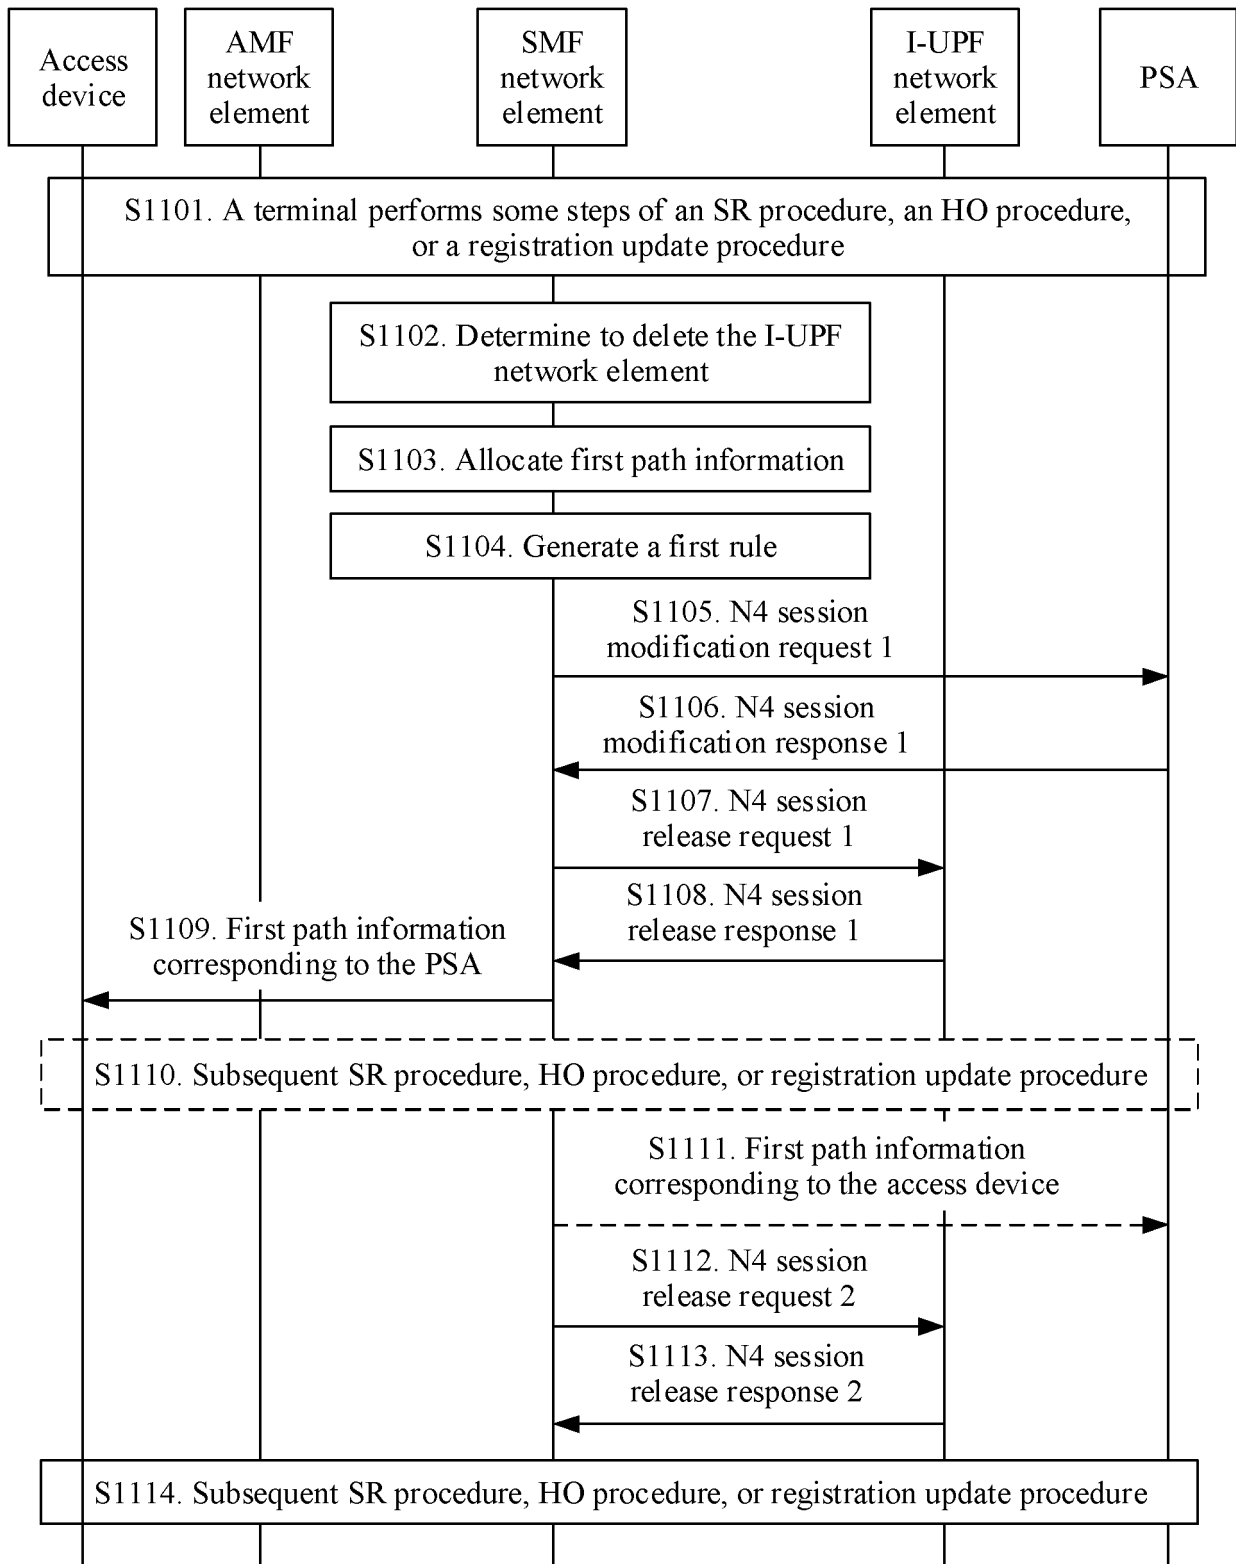 Access
device
AMF
network
element
SMF
network
element
I-UPF
network
element
PSA
S1101. A terminal performs some steps of an SR procedure, an HO procedure,
or a registration update procedure
S1102. Determine to delete the I-UPF
network element
S1103. Allocate first path information
S1104. Generate a first rule
S1105. N4 session
modification request 1
S1106. N4 session
modification response 1
S1107. N4 session
release request 1
S1108. N4 session
release response 1
S1109. First path information
corresponding to the PSA
S1110. Subsequent SR procedure, HO procedure, or registration update procedure
S1111. First path information
corresponding to the access device
S1112. N4 session
release request 2
S1113. N4 session
release response 2
S1114. Subsequent SR procedure, HO procedure, or registration update procedure